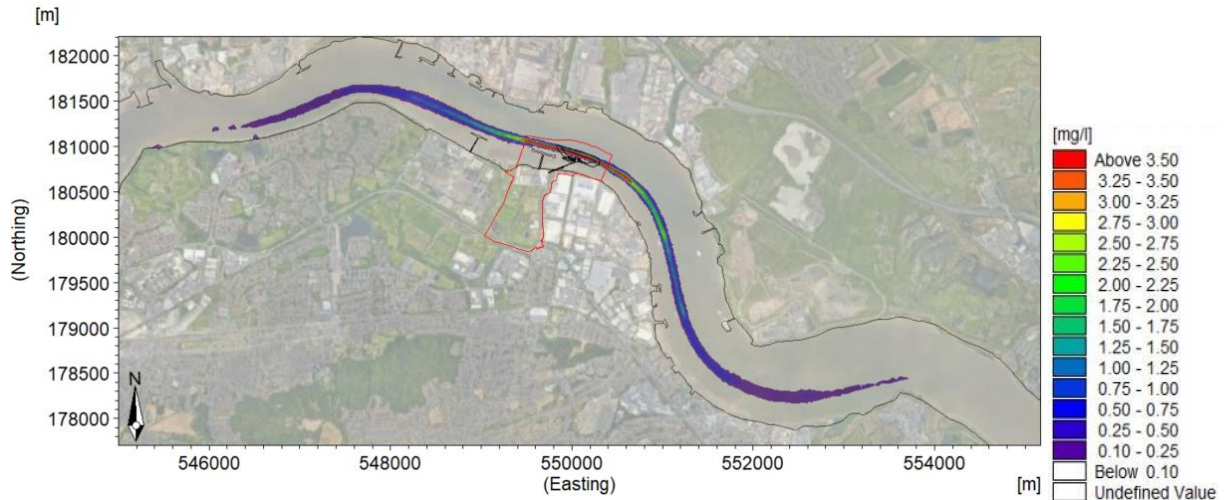 [m]
182000
181500
181000
180500
180000
179500
179000
178500
178000
(Northing)
N
546000
548000
550000
552000
554000
(Easting)
[m]
[mg/l]
Above 3.50
3.25 - 3.50
3.00 - 3.25
2.75 - 3.00
2.50 - 2.75
2.25 - 2.50
2.00 - 2.25
1.75 - 2.00
1.50 - 1.75
1.25 - 1.50
1.00 - 1.25
0.75 - 1.00
0.50 - 0.75
0.25 - 0.50
0.10 - 0.25
Below 0.10
Undefined Value